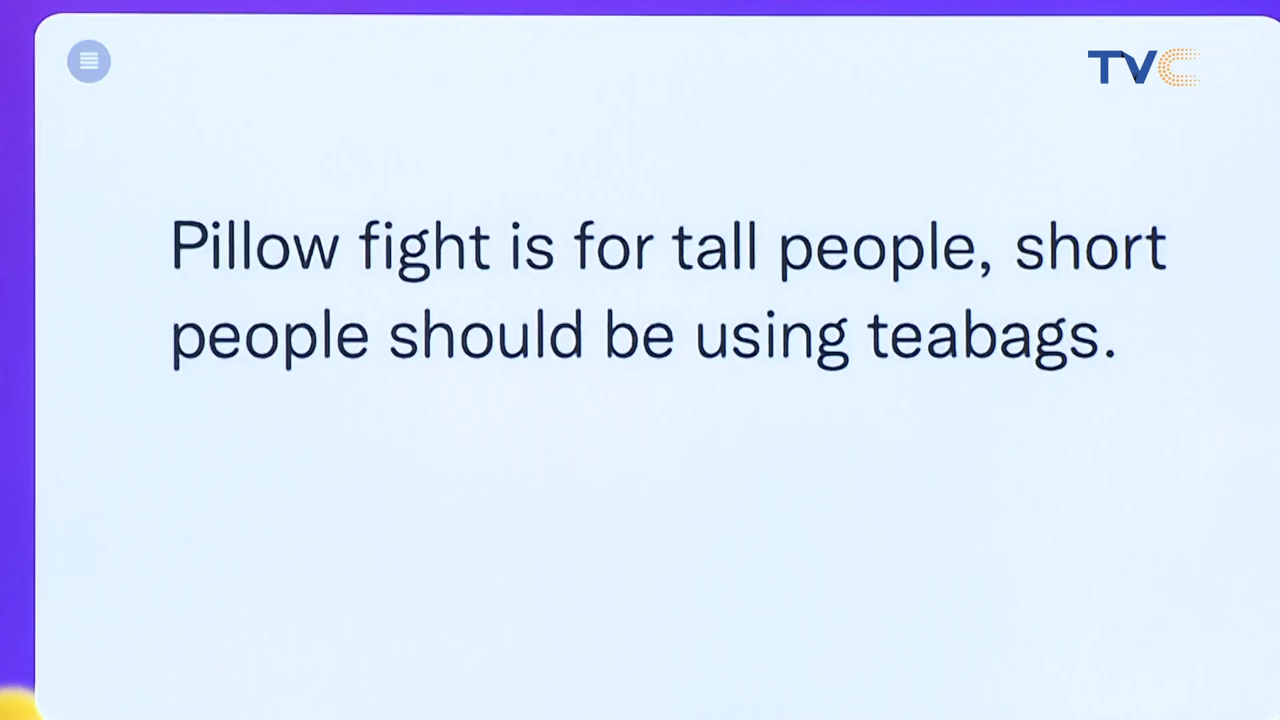 TVC
Pillow fight is for tall people, short
people should be using teabags.